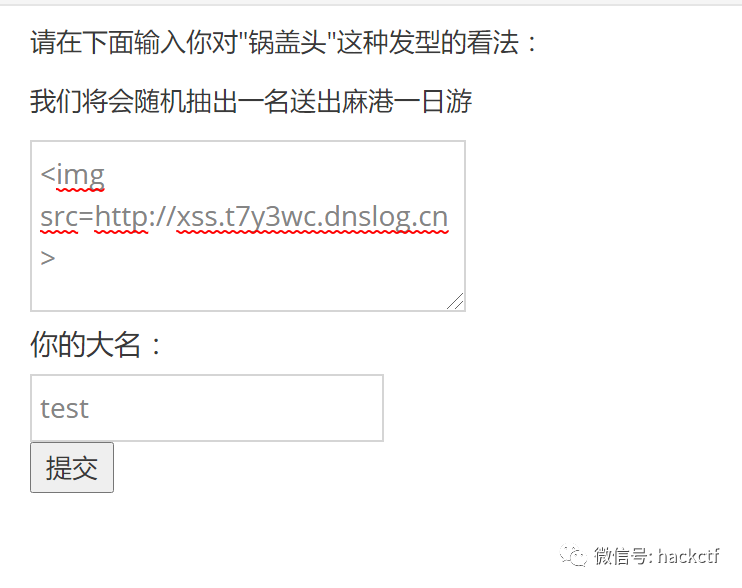 请在下面输入你对"锅盖头"这种发型的看法：
我们将会随机抽出一名送出麻港一日游
<img
src=http://xss.t7y3wc.dnslog.cn
>
你的大名：
test
提交
微信号: hackctf